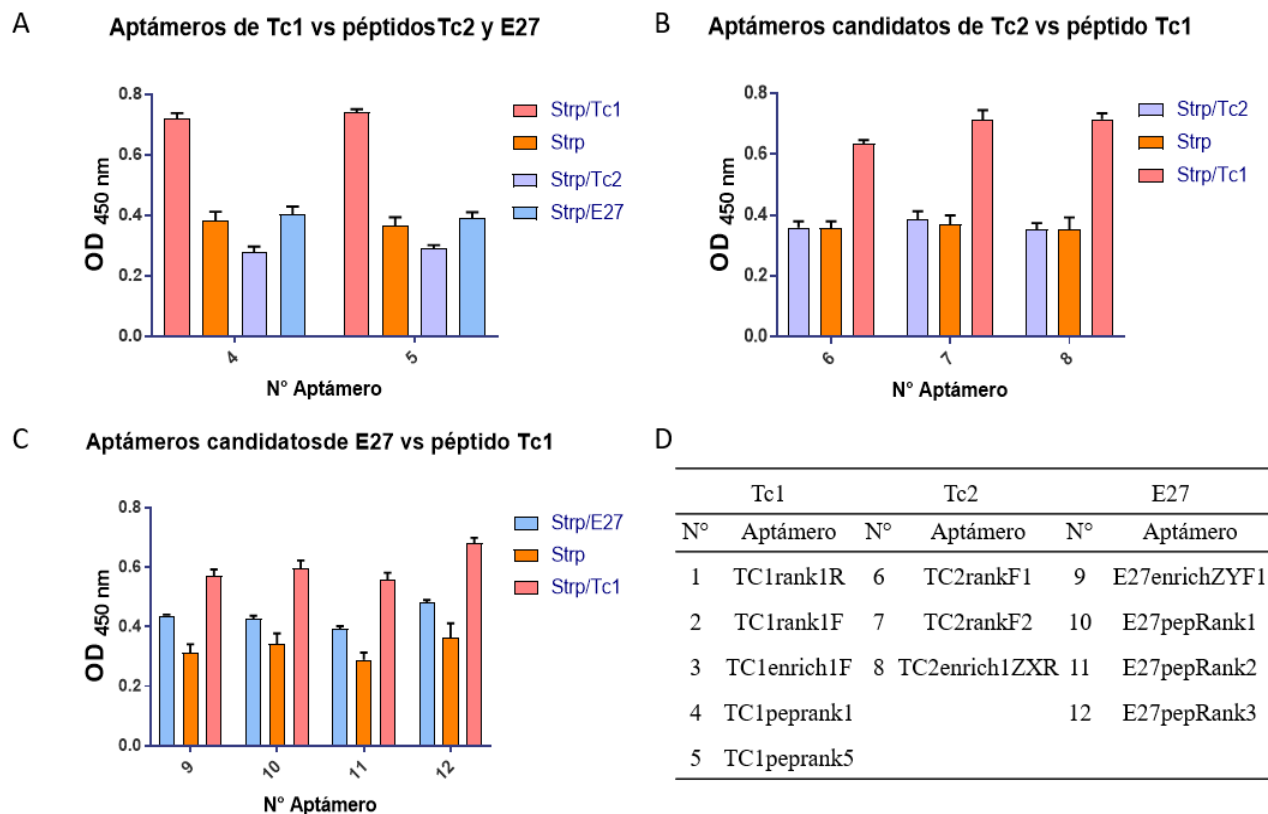 A
Aptámeros de Tc1 vs péptidosTc2 y E27
0.8
0.6
0.4
0.2
0.0
OD 450 nm
4
5
N° Aptámero
Strp/Tc1
Strp
Strp/Tc2
Strp/E27
B
Aptámeros candidatos de Tc2 vs péptido Tc1
0.8
0.6
0.4
0.2
0.0
OD 450 nm
6
7
8
N° Aptámero
Strp/Tc2
Strp
Strp/Tc1
C
Aptámeros candidatosde E27 vs péptido Tc1
0.8
0.6
0.4
0.2
0.0
OD 450 nm
9
10
11
12
N° Aptámero
Strp/E27
Strp
Strp/Tc1
D
Tc1 Tc2 E27
N° Aptámero N° Aptámero N° Aptámero
1 TC1rank1R 6 TC2rankF1 9 E27enrichZYF1
2 TC1rank1F 7 TC2rankF2 10 E27pepRank1
3 TC1enrich1F 8 TC2enrich1ZXR 11 E27pepRank2
4 TC1peprank1 12 E27pepRank3
5 TC1peprank5